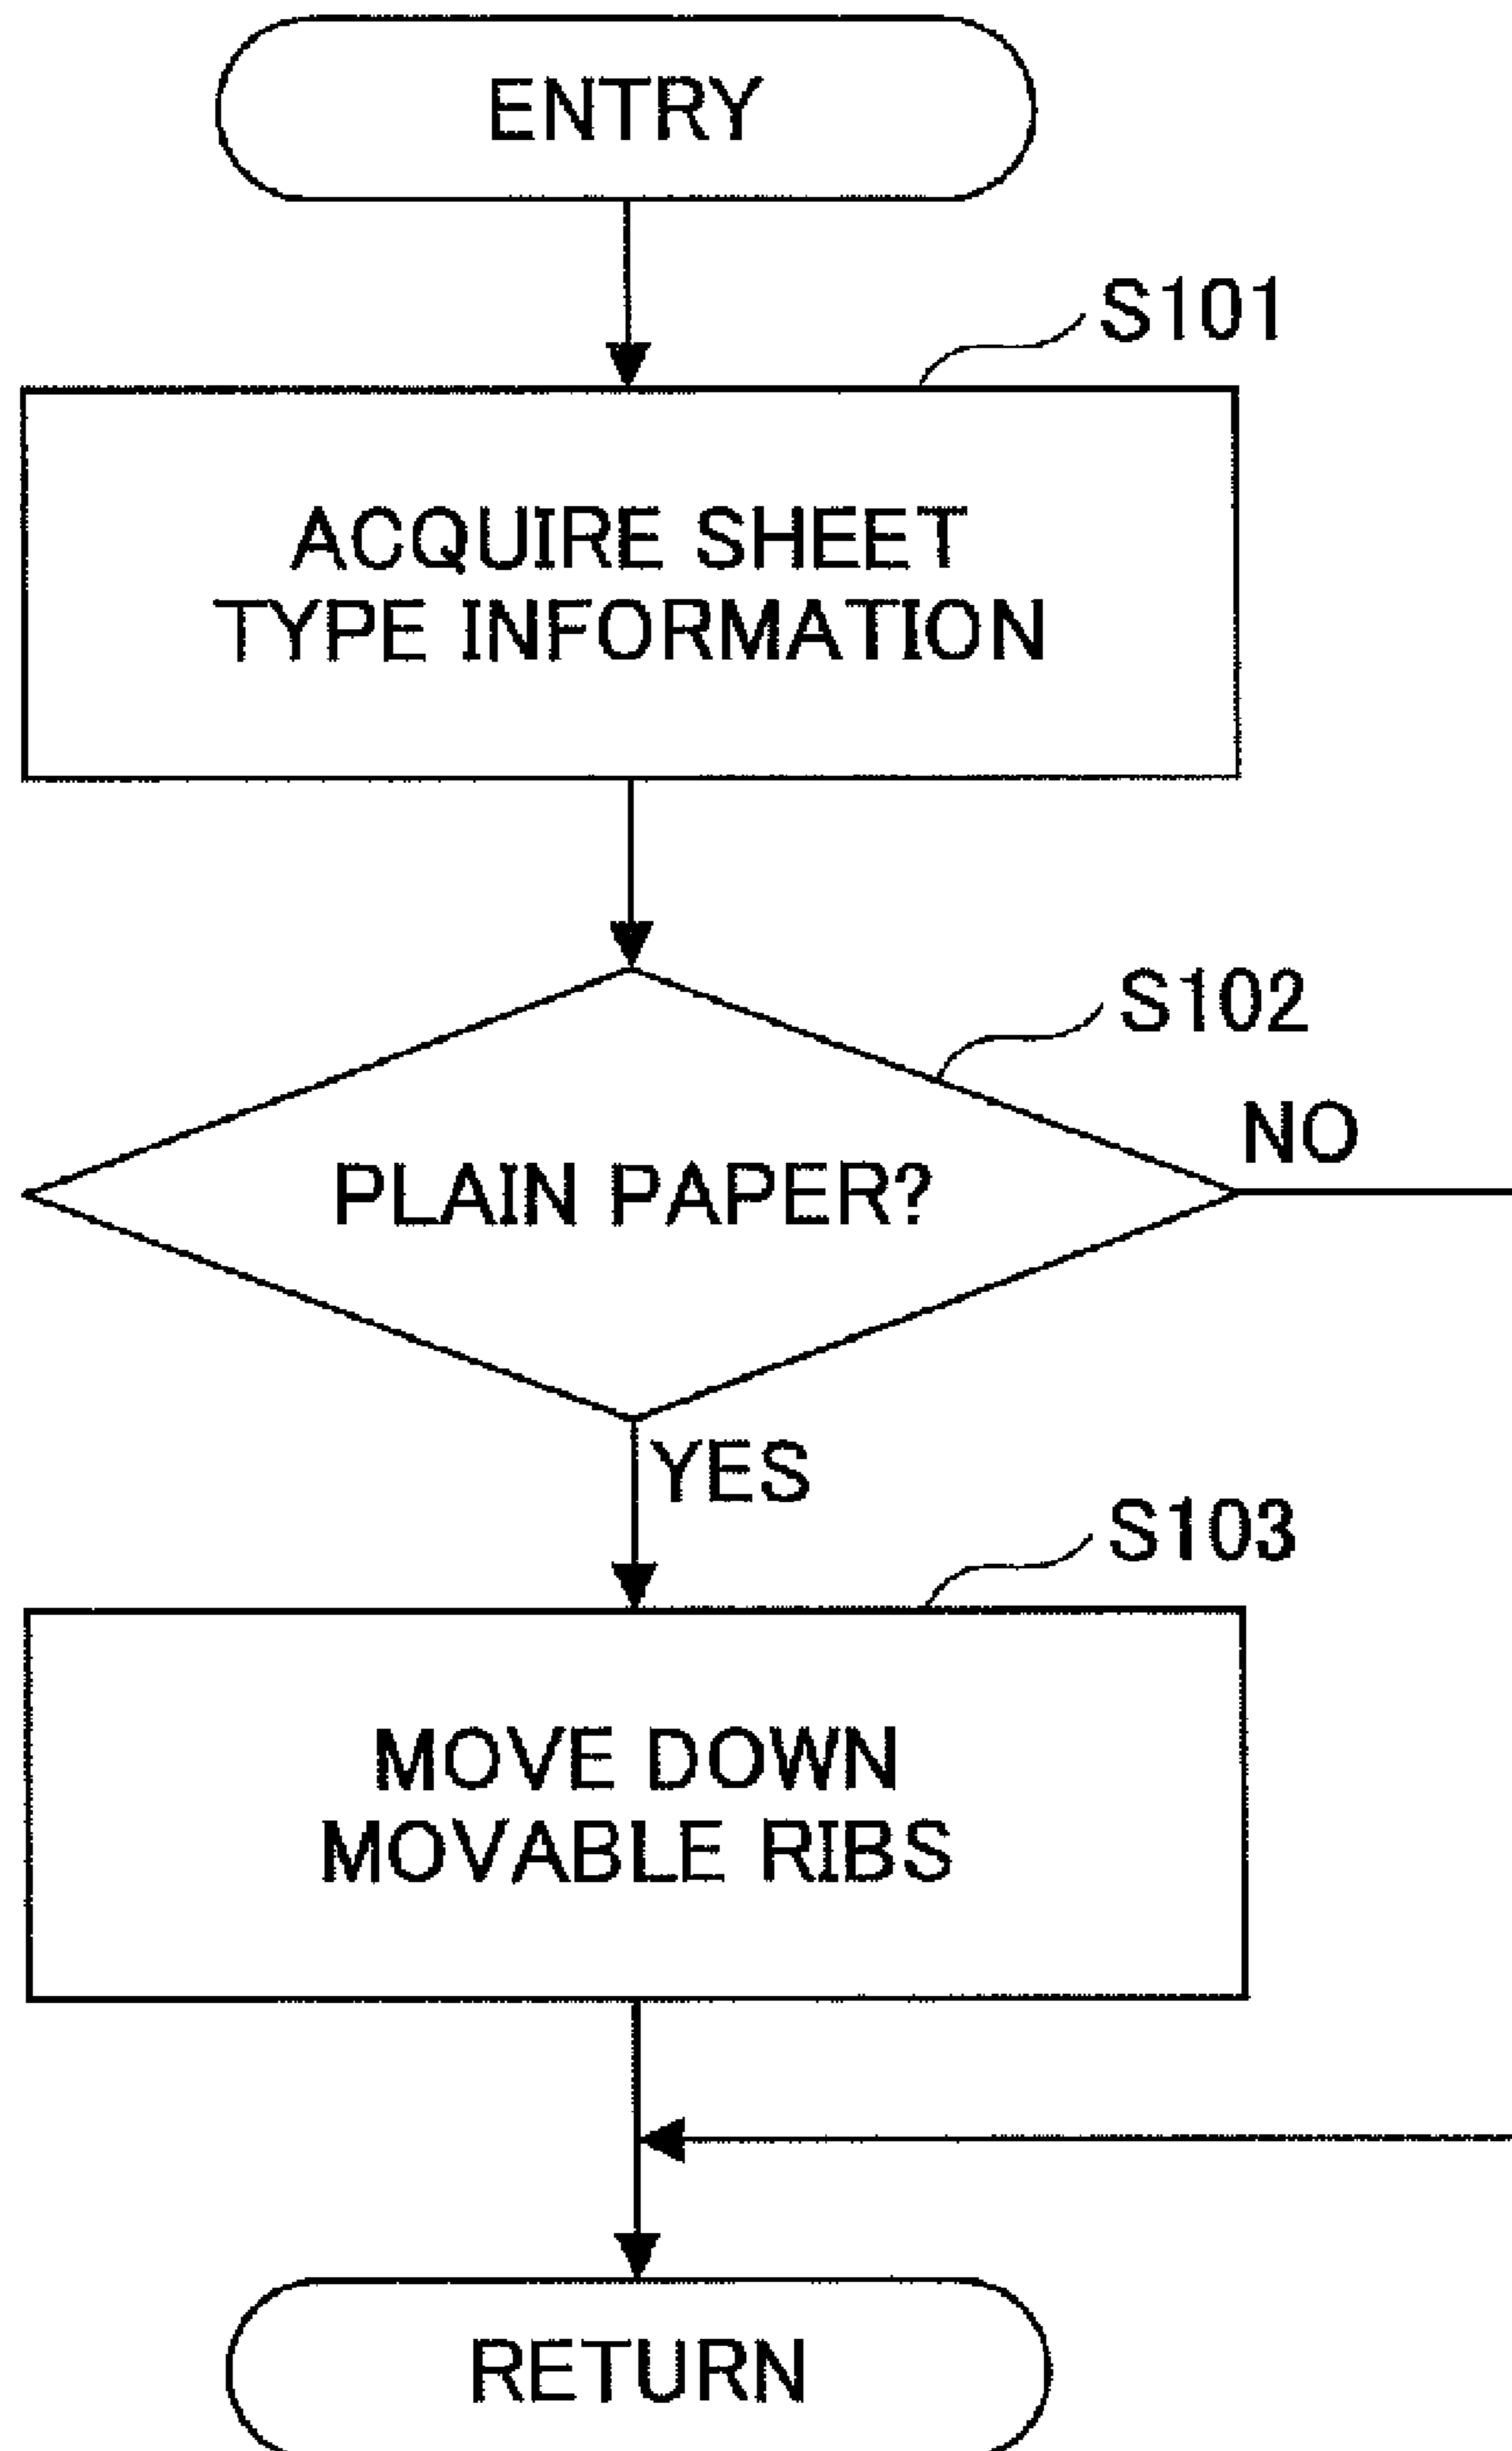 ENTRY
S101
ACQUIRE SHEET
TYPE INFORMATION
S102
NO
PLAIN PAPER?
YES
S103
MOVE DOWN
MOVABLE RIBS
RETURN